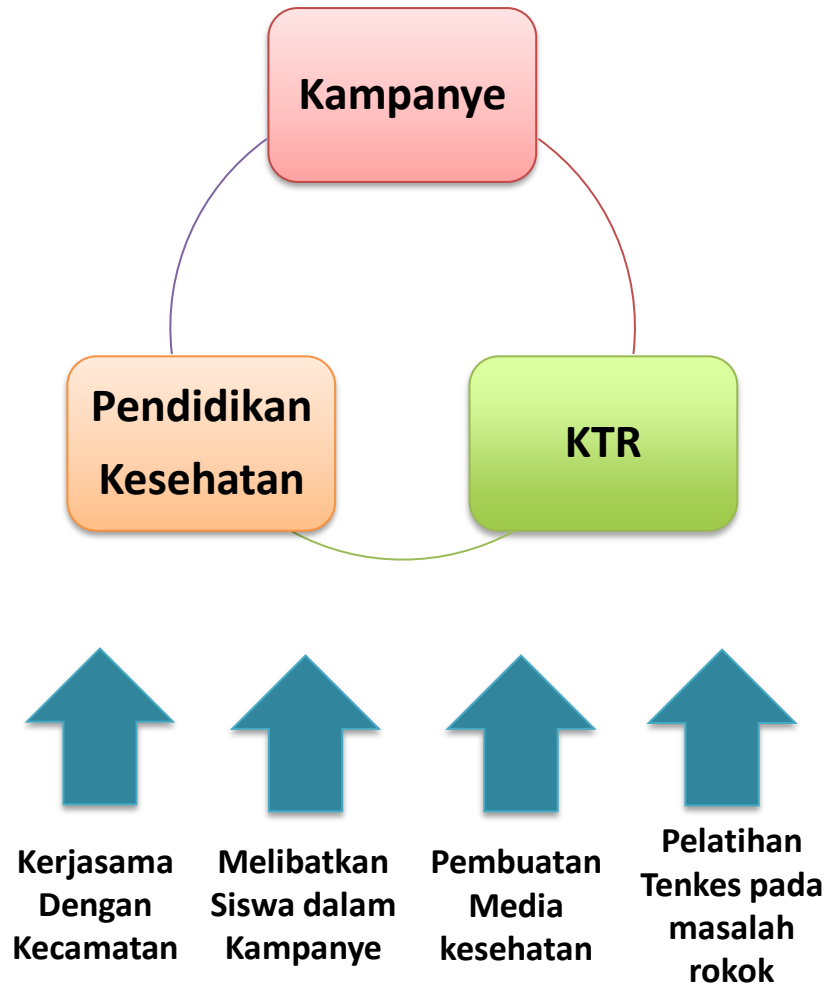 Kampanye
Pendidikan
Kesehatan
KTR
Kerjasama
Dengan
Kecamatan
Melibatkan
Siswa dalam
Kampanye
Pembuatan
Media
kesehatan
Pelatihan
Tenkes pada
masalah
rokok